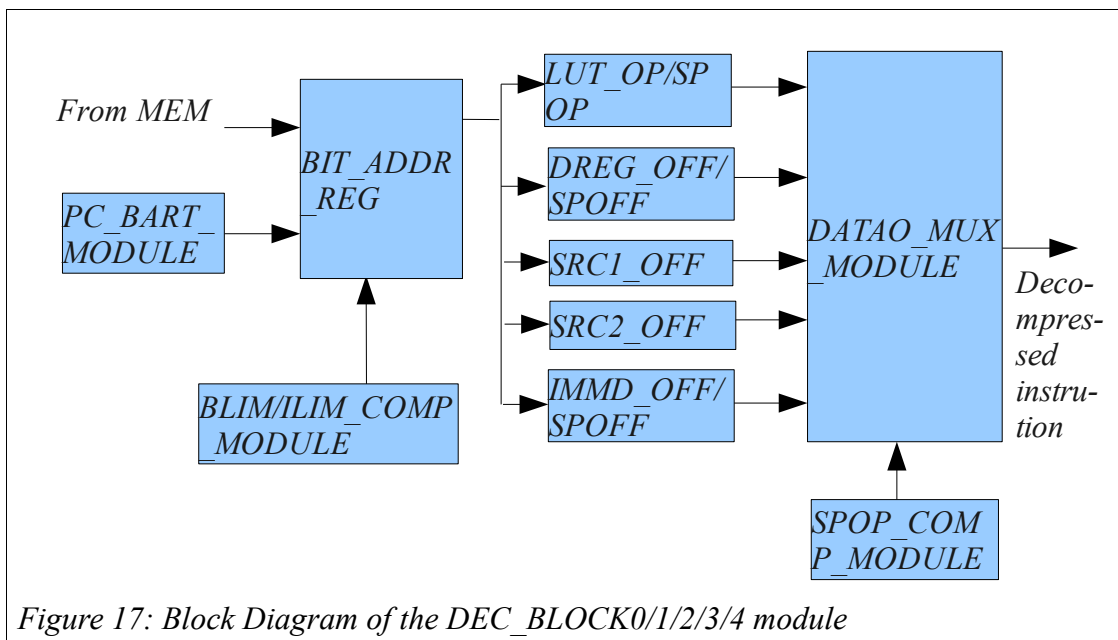 From MEM
PC_BART_
MODULE
BIT_ADDR
_REG
BLIM/ILIM_COMP
_MODULE
LUT_OP/SP
OP
DREG_OFF/
SPOFF
SRC1_OFF
SRC2_OFF
IMMD_OFF/
SPOFF
DATAO_MUX
_MODULE
SPOP_COM
P_MODULE
Deco-
mpres-
sed
instru-
tion
Figure 17: Block Diagram of the DEC_BLOCK0/1/2/3/4 module